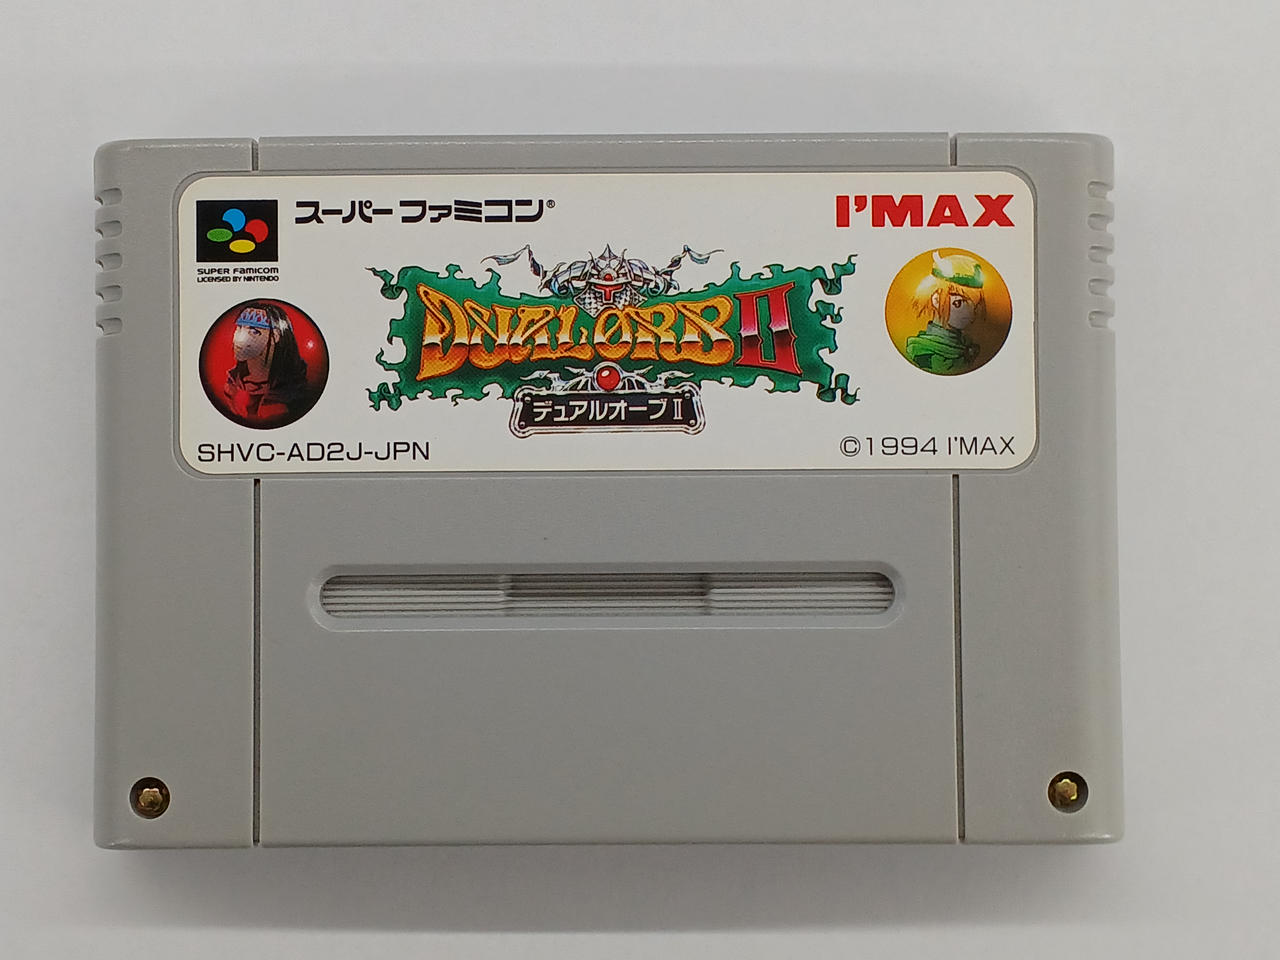 スーパーファミコン®
I'MAX
SUPER FAMICOM
LICENSED BY NINTENDO
DUAL ORB II
デュアルオーブII
SHVC-AD2J-JPN
©1994 I'MAX